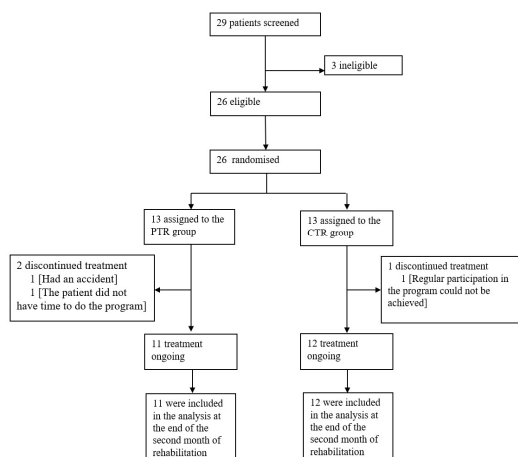 29 patients screened
3 ineligible
26 eligible
26 randomised
13 assigned to the
PTR group
13 assigned to the
CTR group
2 discontinued treatment
1 [Had an accident]
1 [The patient did not
have time to do the program]
1 discontinued treatment
1 [Regular participation in
the program could not be
achieved]
11 treatment
ongoing
12 treatment
ongoing
11 were included
in the analysis at
the end of the
second month of
rehabilitation
12 were included
in the analysis at
the end of the
second month of
rehabilitation